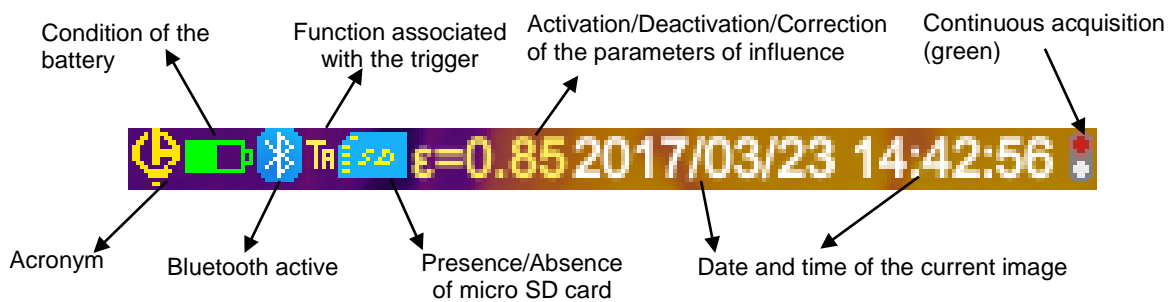 Condition of the
battery
Function associated
with the trigger
Activation/Deactivation/Correction
of the parameters of influence
Continuous acquisition
(green)
TA SD ε=0.85 2017/03/23 14:42:56
Acronym
Bluetooth active
Presence/Absence
of micro SD card
Date and time of the current image